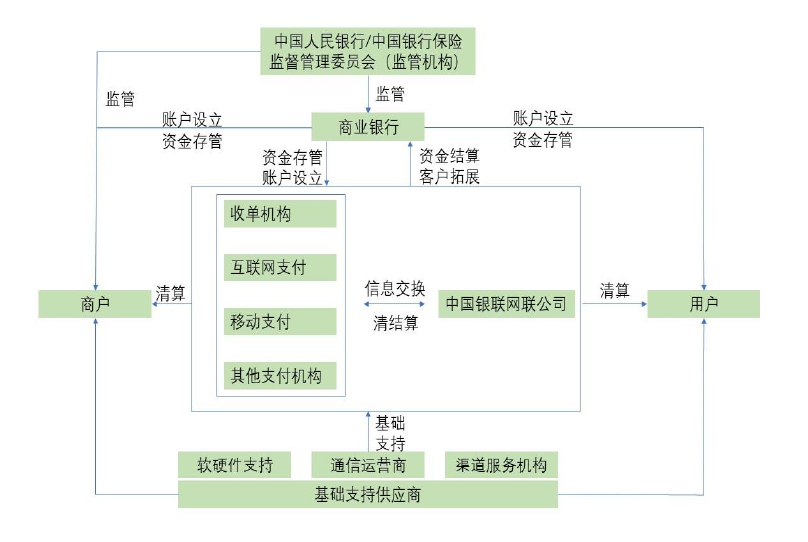 中国人民银行/中国银行保险
监督管理委员会（监管机构）
监管
监管
商业银行
账户设立
资金存管
账户设立
资金存管
资金存管
账户设立
资金结算
客户拓展
收单机构
互联网支付
移动支付
其他支付机构
信息交换
清结算
中国银联网联公司
清算
商户
清算
用户
基础
支持
软硬件支持
通信运营商
渠道服务机构
基础支持供应商